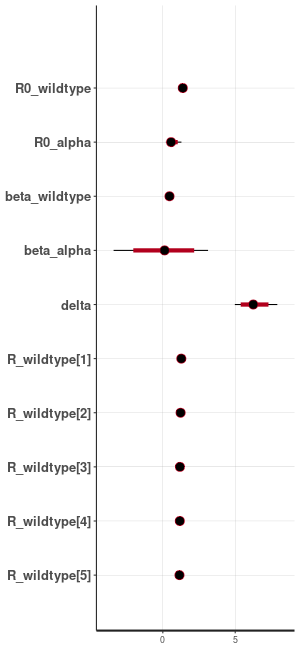 R0_wildtype
R0_alpha
beta_wildtype
beta_alpha
delta
R_wildtype[1]
R_wildtype[2]
R_wildtype[3]
R_wildtype[4]
R_wildtype[5]
0 5